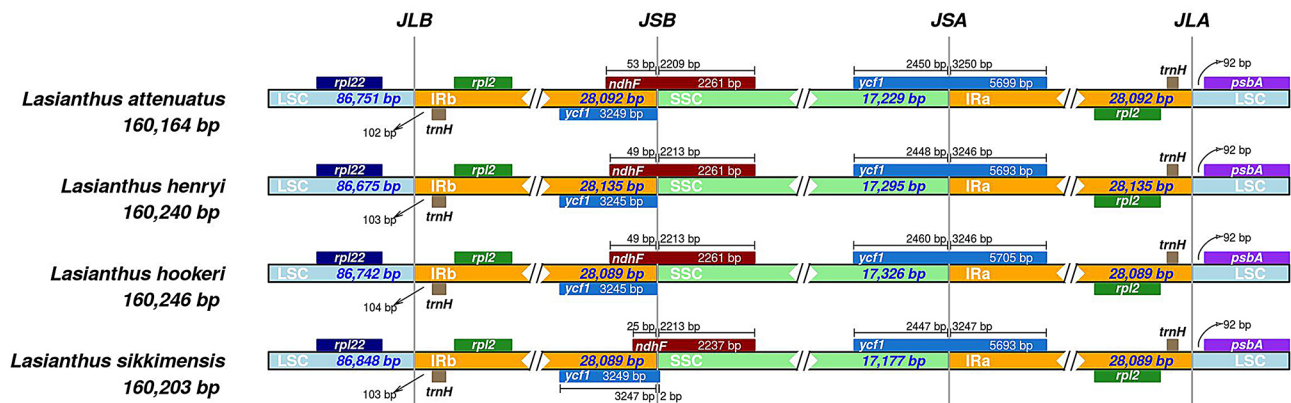 JLB JSB JSA JLA
53 bp 2209 bp 2450 bp 3250 bp trnH 92 bp
rpl22 rpl2 ndhF 2261 bp ycf1 5699 bp psbA
Lasianthus attenuatus LSC 86,751 bp IRb 28,092 bp SSC 17,229 bp IRa 28,092 bp LSC
160,164 bp 102 bp trnH ycf1 3249 bp rpl2
49 bp 2213 bp 2448 bp 3246 bp trnH 92 bp
rpl22 rpl2 ndhF 2261 bp ycf1 5693 bp psbA
Lasianthus henryi LSC 86,675 bp IRb 28,135 bp SSC 17,295 bp IRa 28,135 bp LSC
160,240 bp 103 bp trnH ycf1 3245 bp rpl2
49 bp 2213 bp 2460 bp 3246 bp trnH 92 bp
rpl22 rpl2 ndhF 2261 bp ycf1 5705 bp psbA
Lasianthus hookeri LSC 86,742 bp IRb 28,089 bp SSC 17,326 bp IRa 28,089 bp LSC
160,246 bp 104 bp trnH ycf1 3245 bp rpl2
25 bp 2213 bp 2447 bp 3247 bp trnH 92 bp
rpl22 rpl2 ndhF 2237 bp ycf1 5693 bp psbA
Lasianthus sikkimensis LSC 86,848 bp IRb 28,089 bp SSC 17,177 bp IRa 28,089 bp LSC
160,203 bp 103 bp trnH ycf1 3249 bp rpl2
3247 bp 2 bp